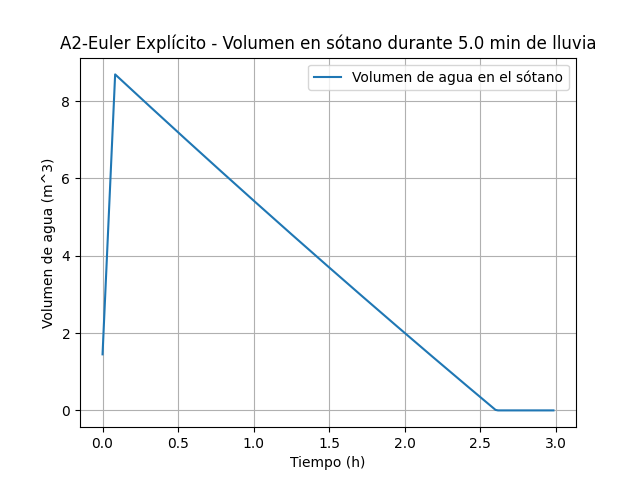 A2-Euler Explícito - Volumen en sótano durante 5.0 min de lluvia
Volumen de agua en el sótano
Volumen de agua (m^3)
8
6
4
2
0
0.0 0.5 1.0 1.5 2.0 2.5 3.0
Tiempo (h)